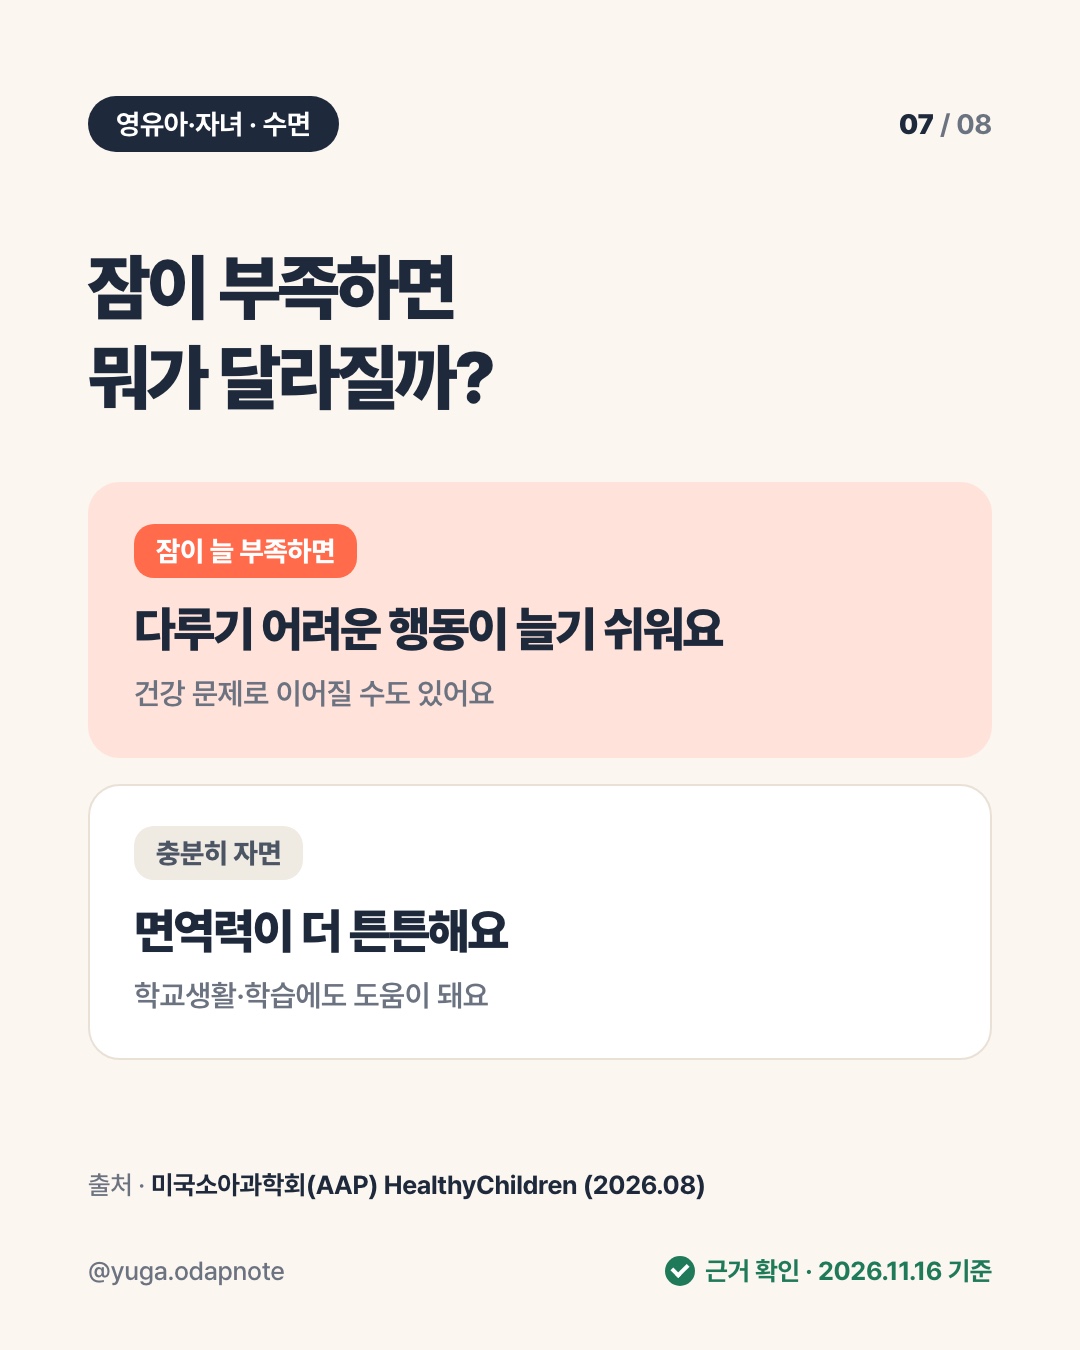 영유아·자녀 · 수면
07 / 08
잠이 부족하면
뭐가 달라질까?
잠이 늘 부족하면
다루기 어려운 행동이 늘기 쉬워요
건강 문제로 이어질 수도 있어요
충분히 자면
면역력이 더 튼튼해요
학교생활·학습에도 도움이 돼요
출처 · 미국소아과학회(AAP) HealthyChildren (2026.08)
@yuga.odapnote
근거 확인 · 2026.11.16 기준